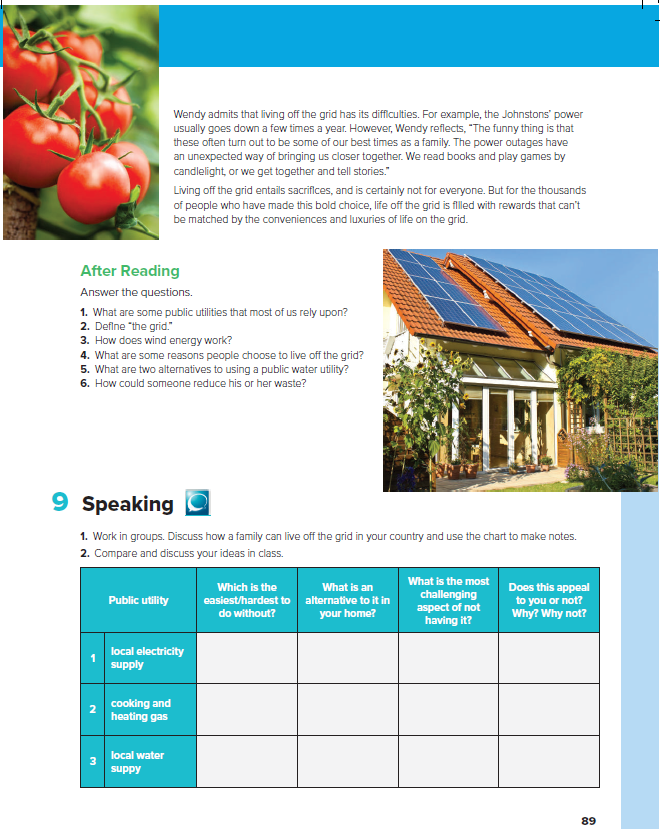 Wendy admits that living off the grid has its difficulties. For example, the Johnstons' power
usually goes down a few times a year. However, Wendy reflects, "The funny thing is that
these often turn out to be some of our best times as a family. The power outages have
an unexpected way of bringing us closer together. We read books and play games by
candlelight, or we get together and tell stories."
Living off the grid entails sacrifices, and is certainly not for everyone. But for the thousands
of people who have made this bold choice, life off the grid is filled with rewards that can't
be matched by the conveniences and luxuries of life on the grid.
After Reading
Answer the questions.
1. What are some public utilities that most of us rely upon?
2. Define "the grid."
3. How does wind energy work?
4. What are some reasons people choose to live off the grid?
5. What are two alternatives to using a public water utility?
6. How could someone reduce his or her waste?
9 Speaking
1. Work in groups. Discuss how a family can live off the grid in your country and use the chart to make notes.
2. Compare and discuss your ideas in class.
Public utility
Which is the
easiest/hardest to
do without?
What is an
alternative to it in
your home?
What is the most
challenging
aspect of not
having it?
Does this appeal
to you or not?
Why? Why not?
1
local electricity
supply
2
cooking and
heating gas
3
local water
suppy
89